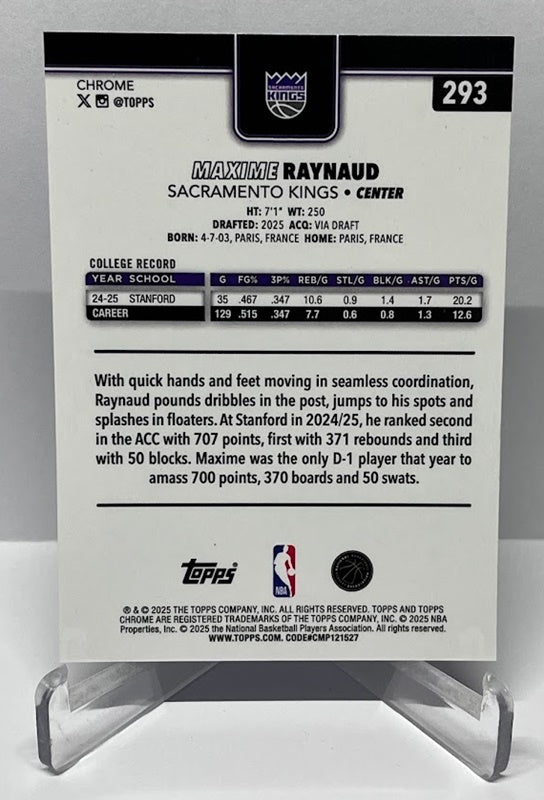 CHROME
X @TOPPS
SACRAMENTO
KINGS
293
MAXIME RAYNAUD
SACRAMENTO KINGS • CENTER
HT: 7'1" WT: 250
DRAFTED: 2025 ACQ: VIA DRAFT
BORN: 4-7-03, PARIS, FRANCE HOME: PARIS, FRANCE
COLLEGE RECORD
YEAR SCHOOL G FG% 3P% REB/G STL/G BLK/G AST/G PTS/G
24-25 STANFORD 35 .467 .347 10.6 0.9 1.4 1.7 20.2
CAREER 129 .515 .347 7.7 0.6 0.8 1.3 12.6
With quick hands and feet moving in seamless coordination,
Raynaud pounds dribbles in the post, jumps to his spots and
splashes in floaters. At Stanford in 2024/25, he ranked second
in the ACC with 707 points, first with 371 rebounds and third
with 50 blocks. Maxime was the only D-1 player that year to
amass 700 points, 370 boards and 50 swats.
Topps
NBA
® & © 2025 THE TOPPS COMPANY, INC. ALL RIGHTS RESERVED. TOPPS AND TOPPS
CHROME ARE REGISTERED TRADEMARKS OF THE TOPPS COMPANY, INC. © 2025 NBA
Properties, Inc. © 2025 the National Basketball Players Association. All rights reserved.
WWW.TOPPS.COM. CODE#CMP121527